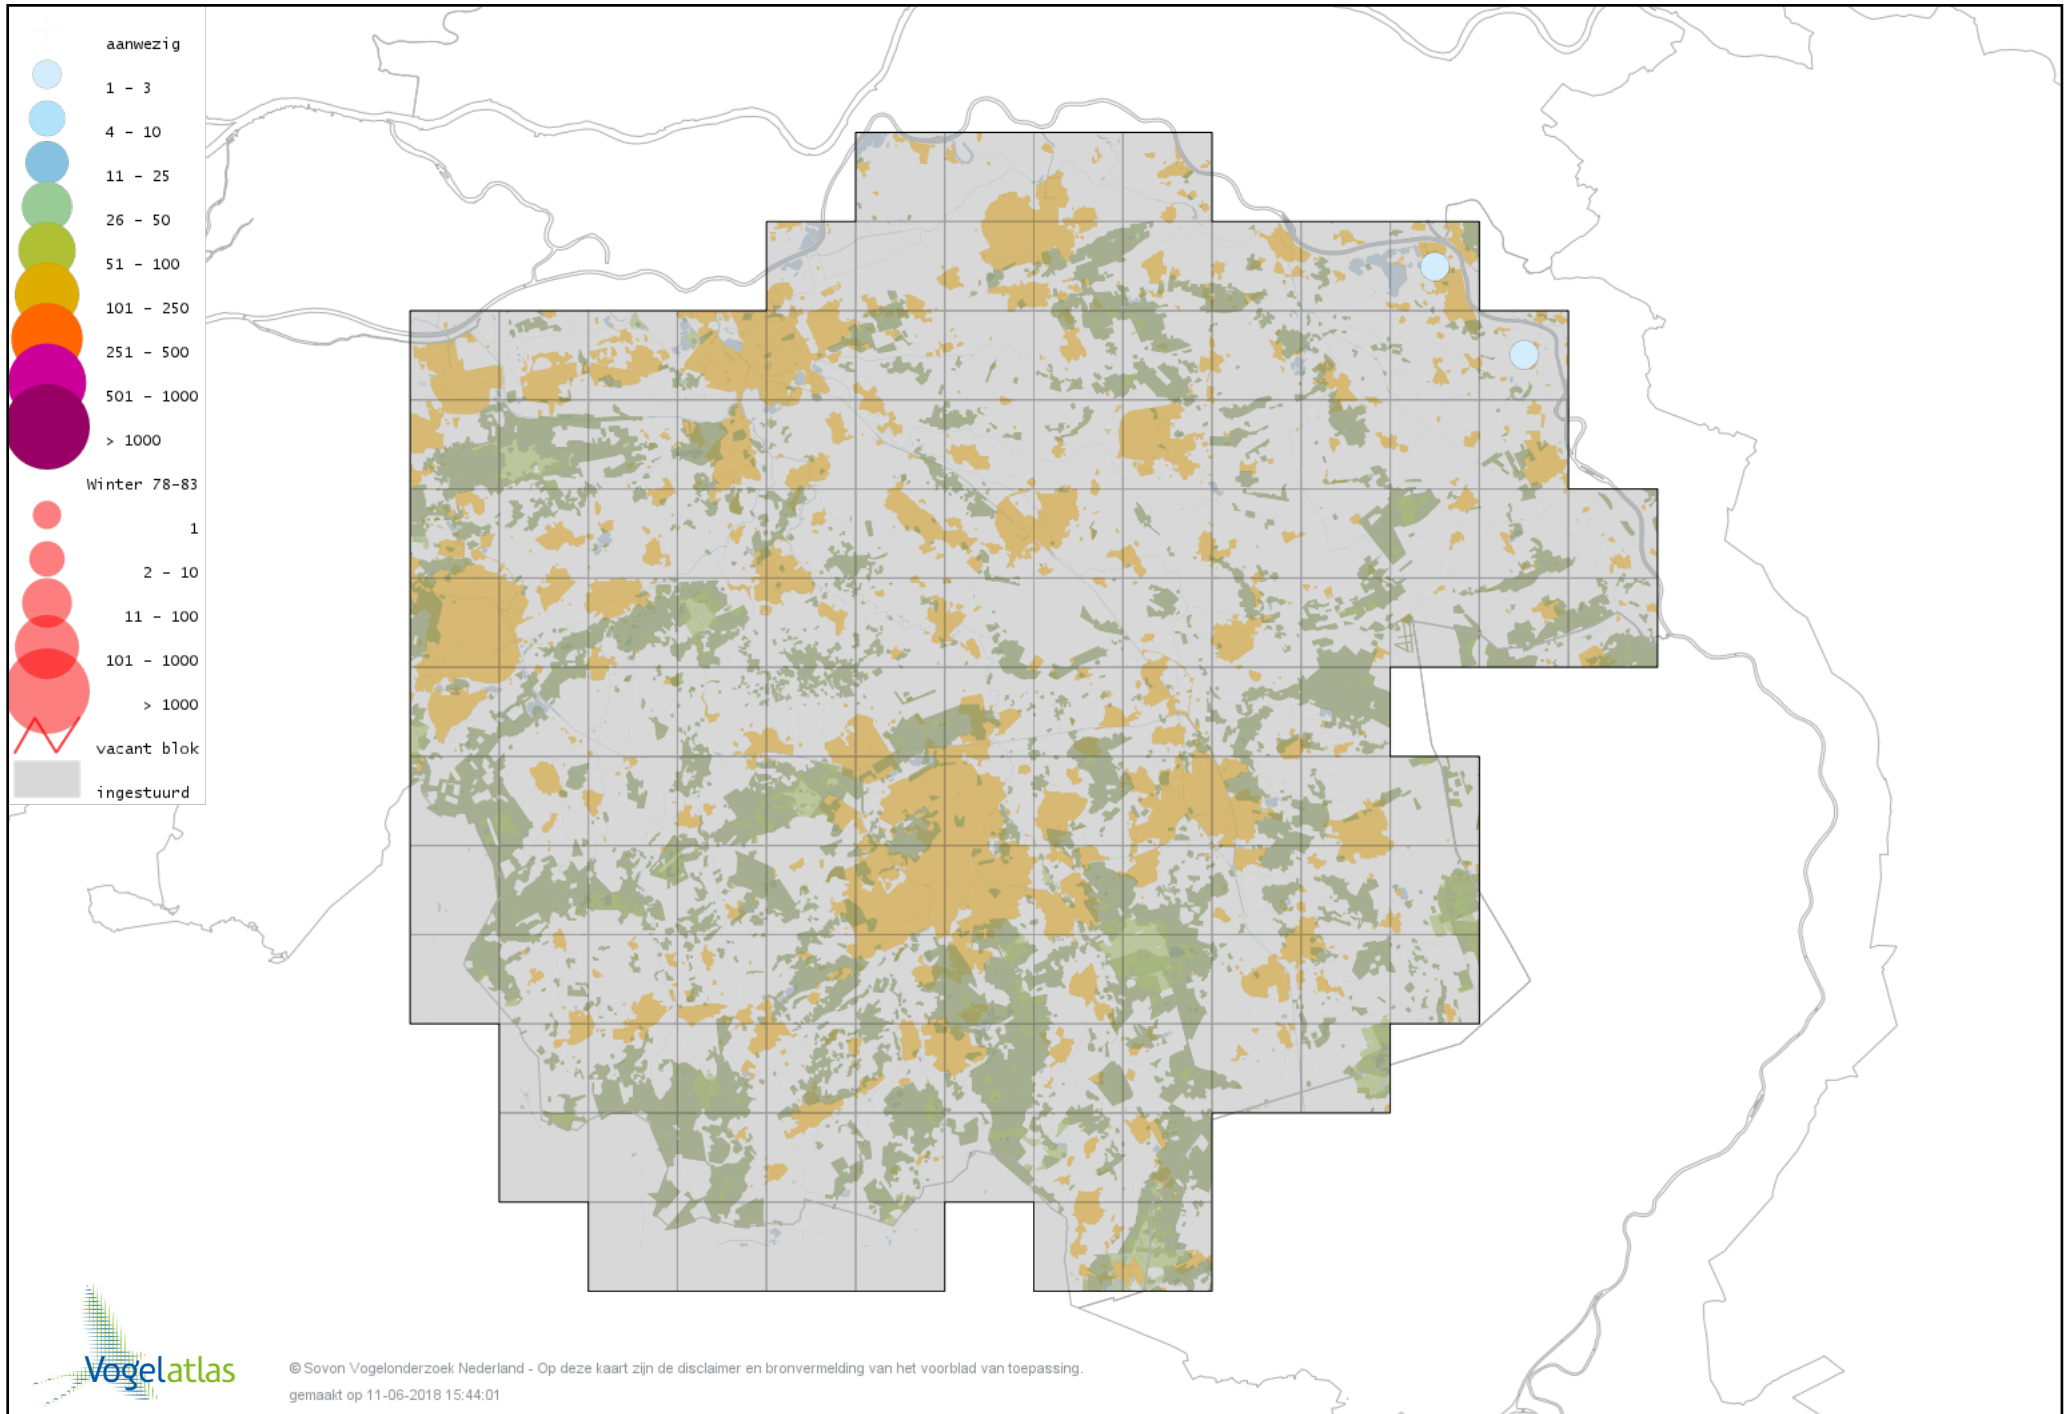 aanwezig
1 - 3
4 - 10
11 - 25
26 - 50
51 - 100
101 - 250
251 - 500
501 - 1000
> 1000
Winter 78-83
1
2 - 10
11 - 100
101 - 1000
> 1000
vacant blok
ingestuurd
Vogelatlas
© Sovon Vogelonderzoek Nederland - Op deze kaart zijn de disclaimer en bronvermelding van het voorblad van toepassing.
gemaakt op 11-06-2018 15:44:01